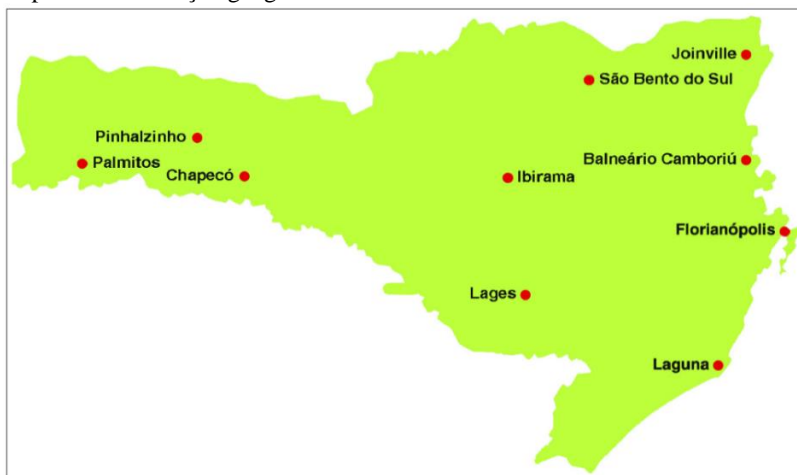 Joinville
São Bento do Sul
Pinhalzinho
Palmitos
Chapecó
Balneário Camboriú
Ibirama
Florianópolis
Lages
Laguna